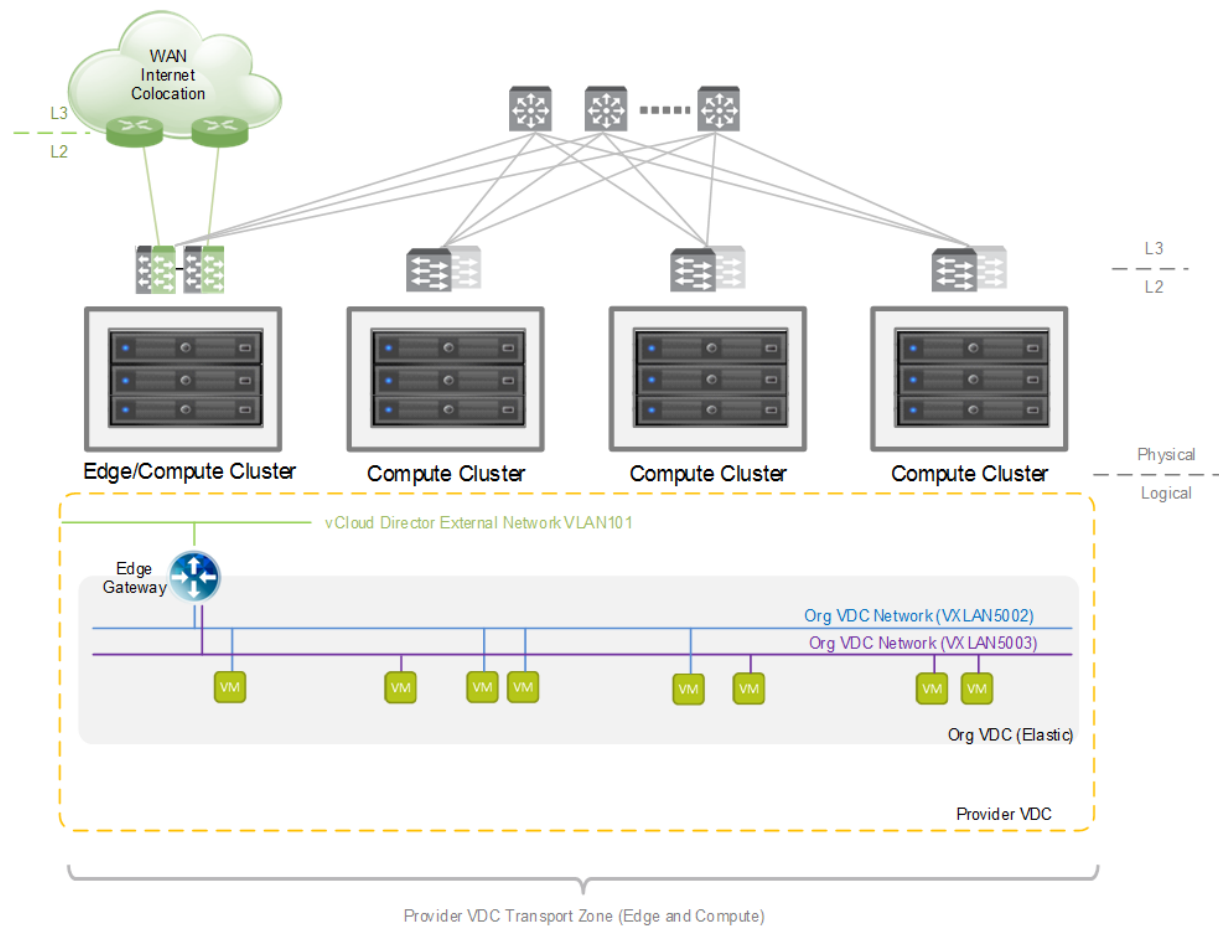 WAN
Internet
Colocation
L3
L2
L3
L2
Edge/Compute Cluster
Compute Cluster
Compute Cluster
Compute Cluster
Physical
Logical
vCloud Director External Network VLAN101
Edge
Gateway
Org VDC Network (VXLAN5002)
Org VDC Network (VXLAN5003)
VM
VM
VM
VM
VM
VM
VM
VM
Org VDC (Elastic)
Provider VDC
Provider VDC Transport Zone (Edge and Compute)